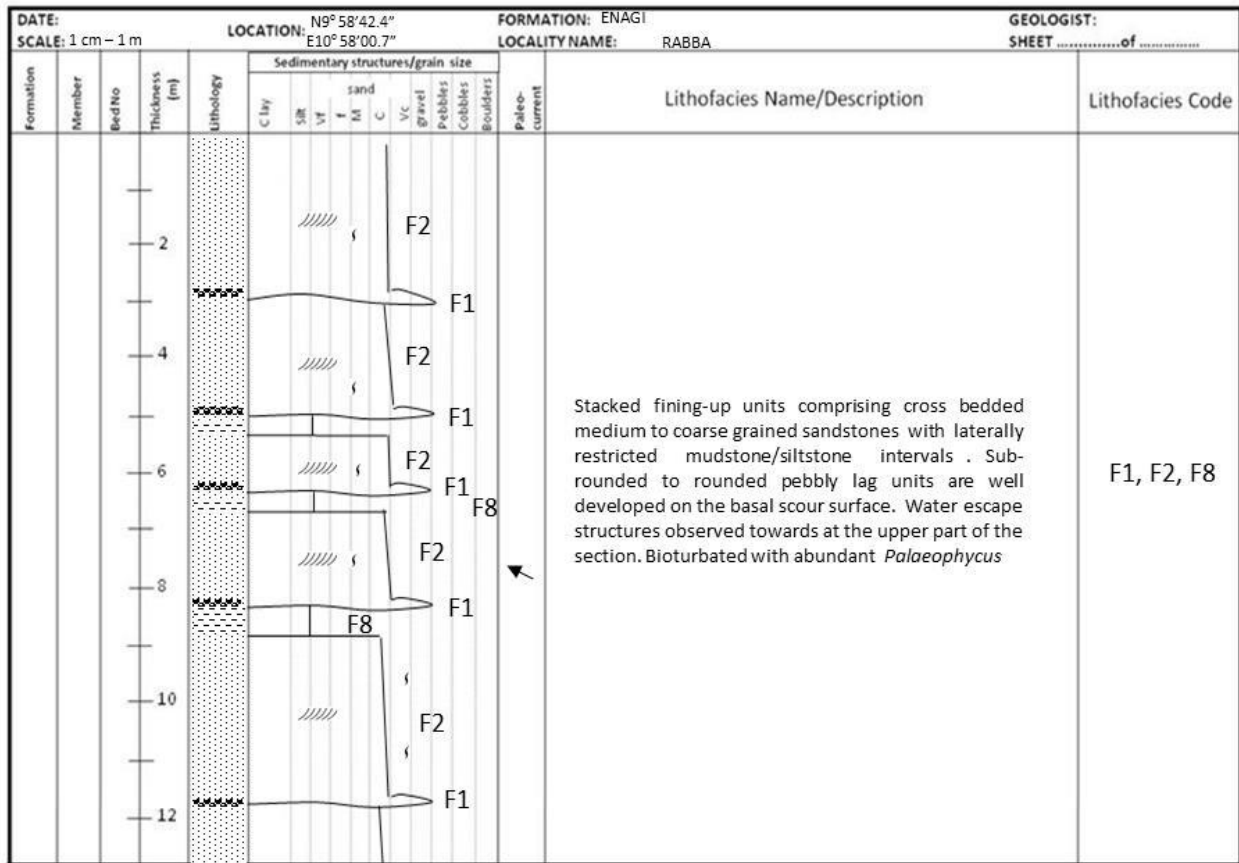 DATE:
SCALE: 1 cm – 1 m
LOCATION: N9° 58’42.4”
E10° 58’00.7”
FORMATION: ENAGI
LOCALITY NAME: RABBA
GEOLOGIST:
SHEET ..............of ..............
Formation
Member
Bed No
Thickness (m)
Lithology
Sedimentary structures/grain size
sand
C lay
Silt
Vf
f
M
C
Vc
gravel
Pebbles
Cobbles
Boulders
Paleo-current
Lithofacies Name/Description
Lithofacies Code
F2
2
F1
4
F2
F1
F2
6
F1
F8
F2
8
F1
F8
10
F2
F1
12
Stacked fining-up units comprising cross bedded
medium to coarse grained sandstones with laterally
restricted mudstone/siltstone intervals . Sub-
rounded to rounded pebbly lag units are well
developed on the basal scour surface. Water escape
structures observed towards at the upper part of the
section. Bioturbated with abundant Palaeophycus
F1, F2, F8